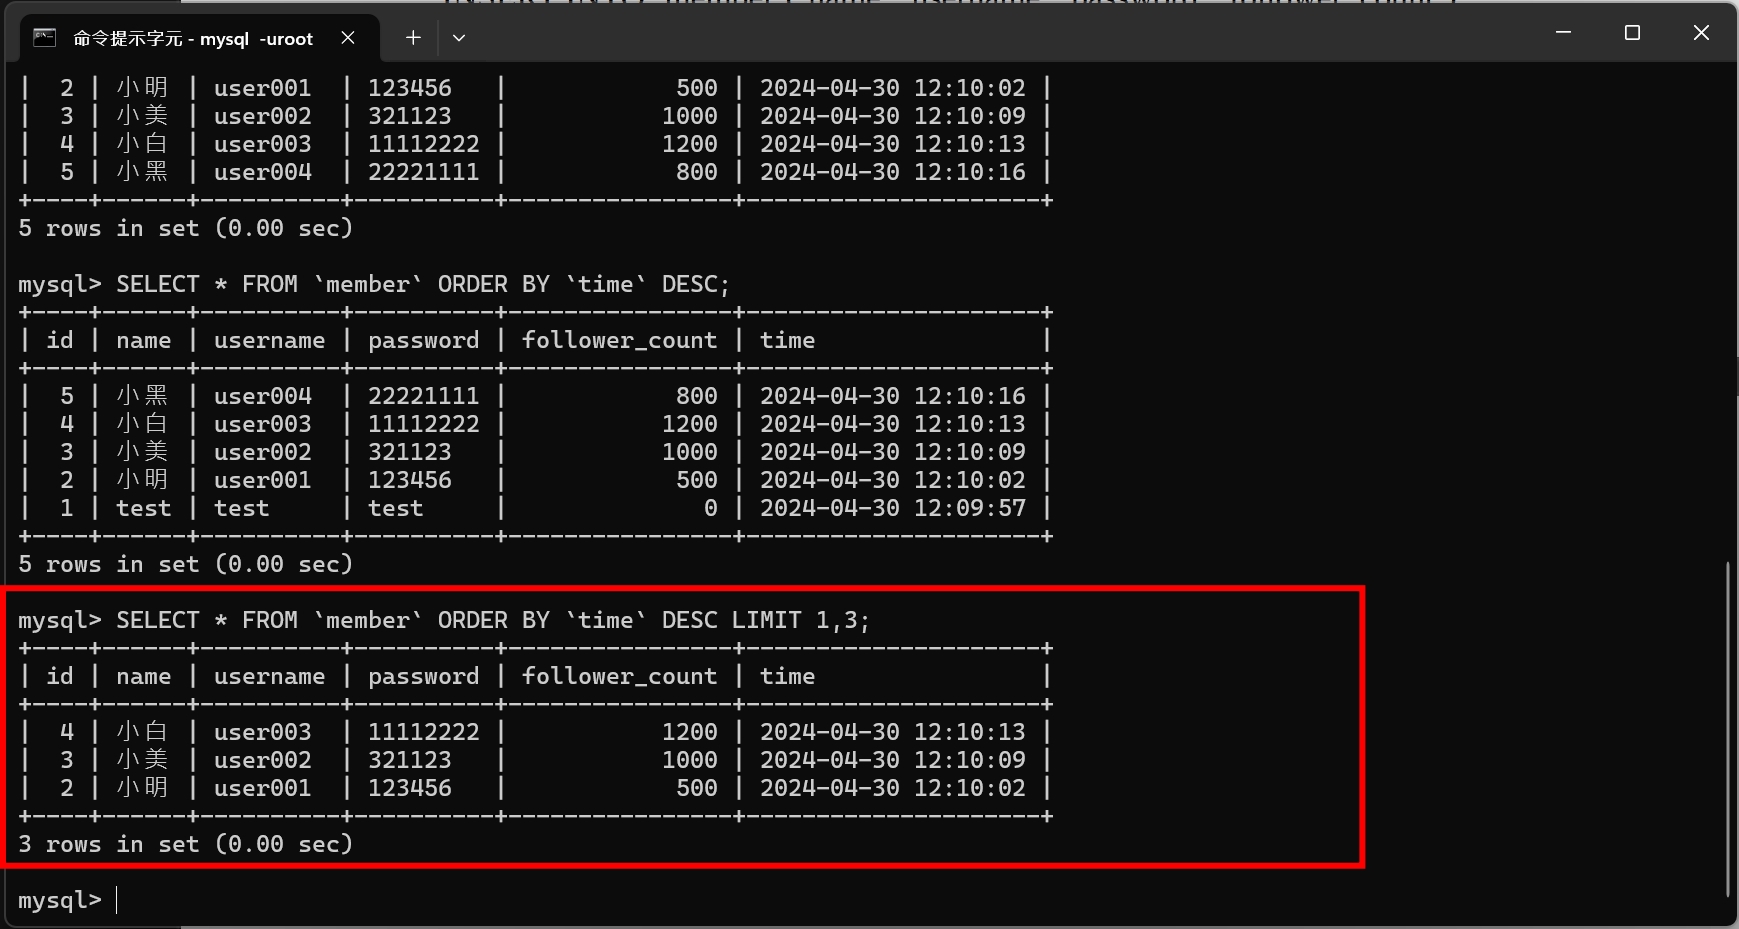 命令提示字元 - mysql  -uroot
|  2 | 小明 | user001  | 123456   |            500 | 2024-04-30 12:10:02 |
|  3 | 小美 | user002  | 321123   |           1000 | 2024-04-30 12:10:09 |
|  4 | 小白 | user003  | 11112222 |           1200 | 2024-04-30 12:10:13 |
|  5 | 小黑 | user004  | 22221111 |            800 | 2024-04-30 12:10:16 |
+----+------+----------+----------+----------------+---------------------+
5 rows in set (0.00 sec)
mysql> SELECT * FROM `member` ORDER BY `time` DESC;
+----+------+----------+----------+----------------+---------------------+
| id | name | username | password | follower_count | time                |
+----+------+----------+----------+----------------+---------------------+
|  5 | 小黑 | user004  | 22221111 |            800 | 2024-04-30 12:10:16 |
|  4 | 小白 | user003  | 11112222 |           1200 | 2024-04-30 12:10:13 |
|  3 | 小美 | user002  | 321123   |           1000 | 2024-04-30 12:10:09 |
|  2 | 小明 | user001  | 123456   |            500 | 2024-04-30 12:10:02 |
|  1 | test | test     | test     |              0 | 2024-04-30 12:09:57 |
+----+------+----------+----------+----------------+---------------------+
5 rows in set (0.00 sec)
mysql> SELECT * FROM `member` ORDER BY `time` DESC LIMIT 1,3;
+----+------+----------+----------+----------------+---------------------+
| id | name | username | password | follower_count | time                |
+----+------+----------+----------+----------------+---------------------+
|  4 | 小白 | user003  | 11112222 |           1200 | 2024-04-30 12:10:13 |
|  3 | 小美 | user002  | 321123   |           1000 | 2024-04-30 12:10:09 |
|  2 | 小明 | user001  | 123456   |            500 | 2024-04-30 12:10:02 |
+----+------+----------+----------+----------------+---------------------+
3 rows in set (0.00 sec)
mysql>